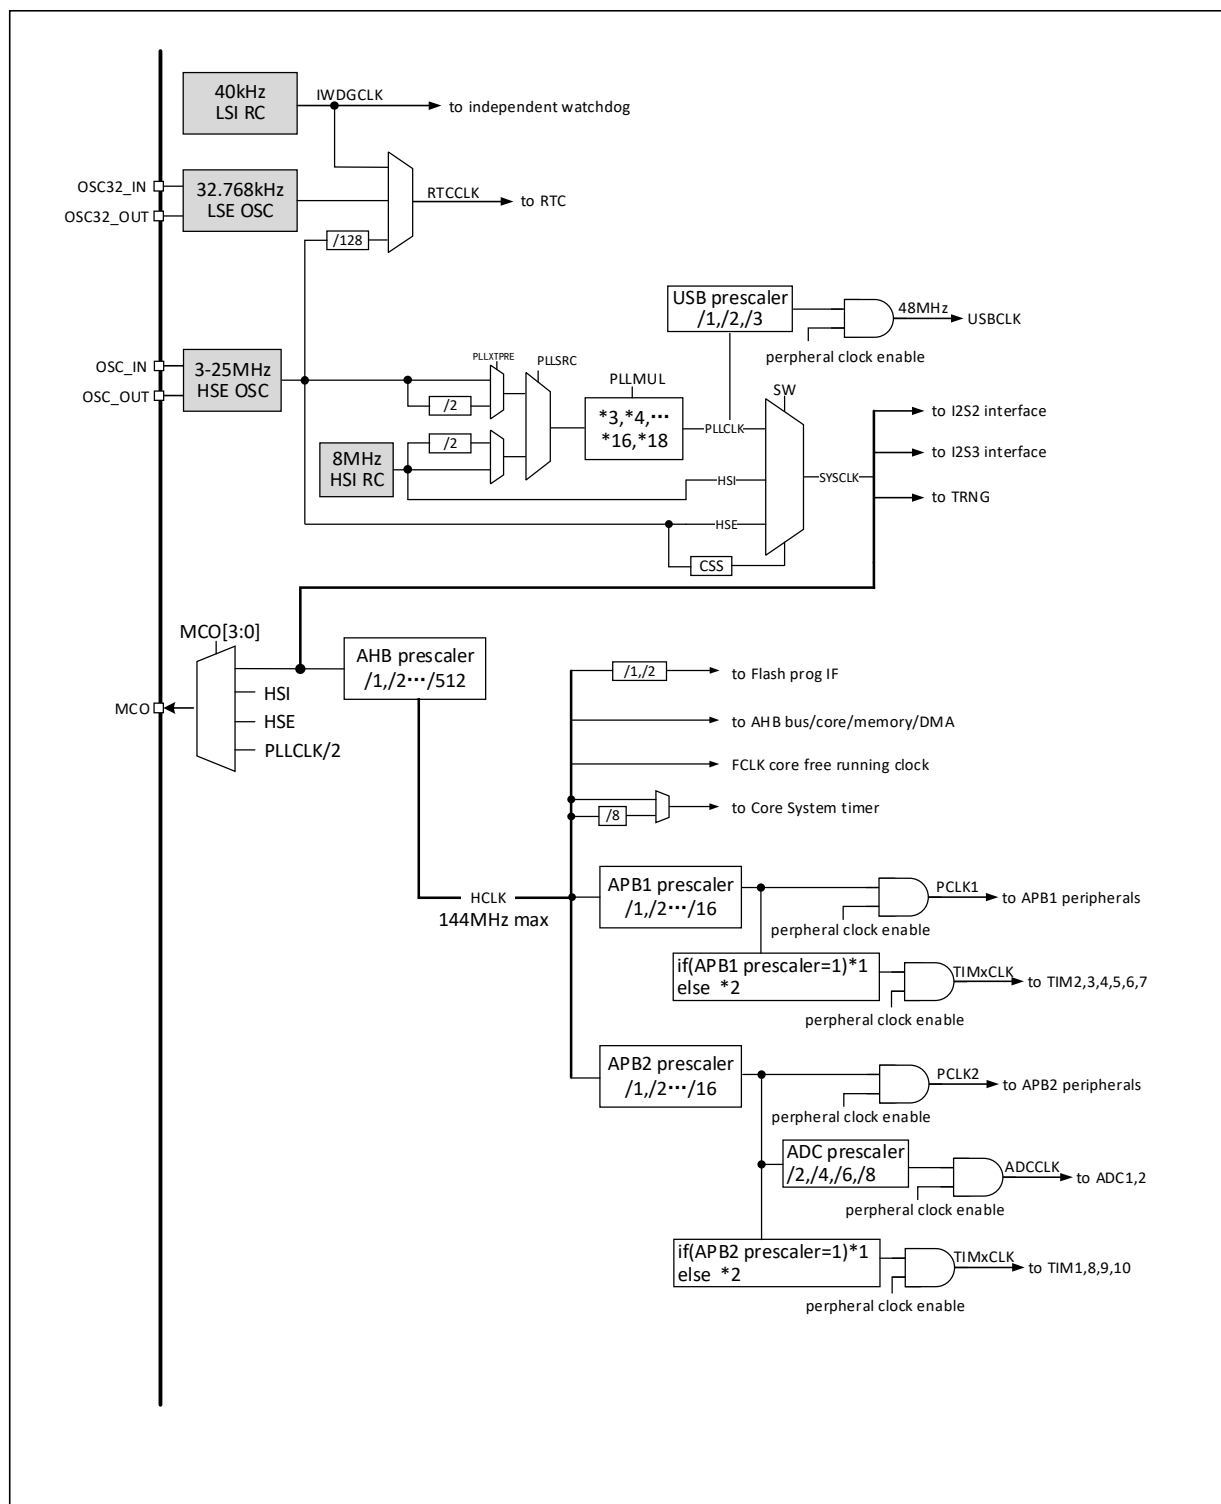 40kHz
LSI RC
IWDGCLK
to independent watchdog
OSC32_IN
OSC32_OUT
32.768kHz
LSE OSC
RTCCLK
to RTC
/128
USB prescaler
/1,/2,/3
48MHz
USBCLK
perpheral clock enable
OSC_IN
OSC_OUT
3-25MHz
HSE OSC
PLLXTPRE
PLLSRC
/2
/2
8MHz
HSI RC
PLLMUL
*3,*4,···
*16,*18
PLLCLK
SW
HSI
HSE
CSS
SYSCLK
to I2S2 interface
to I2S3 interface
to TRNG
MCO[3:0]
MCO
HSI
HSE
PLLCLK/2
AHB prescaler
/1,/2···/512
/1,/2
to Flash prog IF
to AHB bus/core/memory/DMA
FCLK core free running clock
/8
to Core System timer
HCLK
144MHz max
APB1 prescaler
/1,/2···/16
PCLK1
to APB1 peripherals
perpheral clock enable
if(APB1 prescaler=1)*1
else *2
TIMxCLK
to TIM2,3,4,5,6,7
perpheral clock enable
APB2 prescaler
/1,/2···/16
PCLK2
to APB2 peripherals
perpheral clock enable
ADC prescaler
/2,/4,/6,/8
ADCCLK
to ADC1,2
perpheral clock enable
if(APB2 prescaler=1)*1
else *2
TIMxCLK
to TIM1,8,9,10
perpheral clock enable